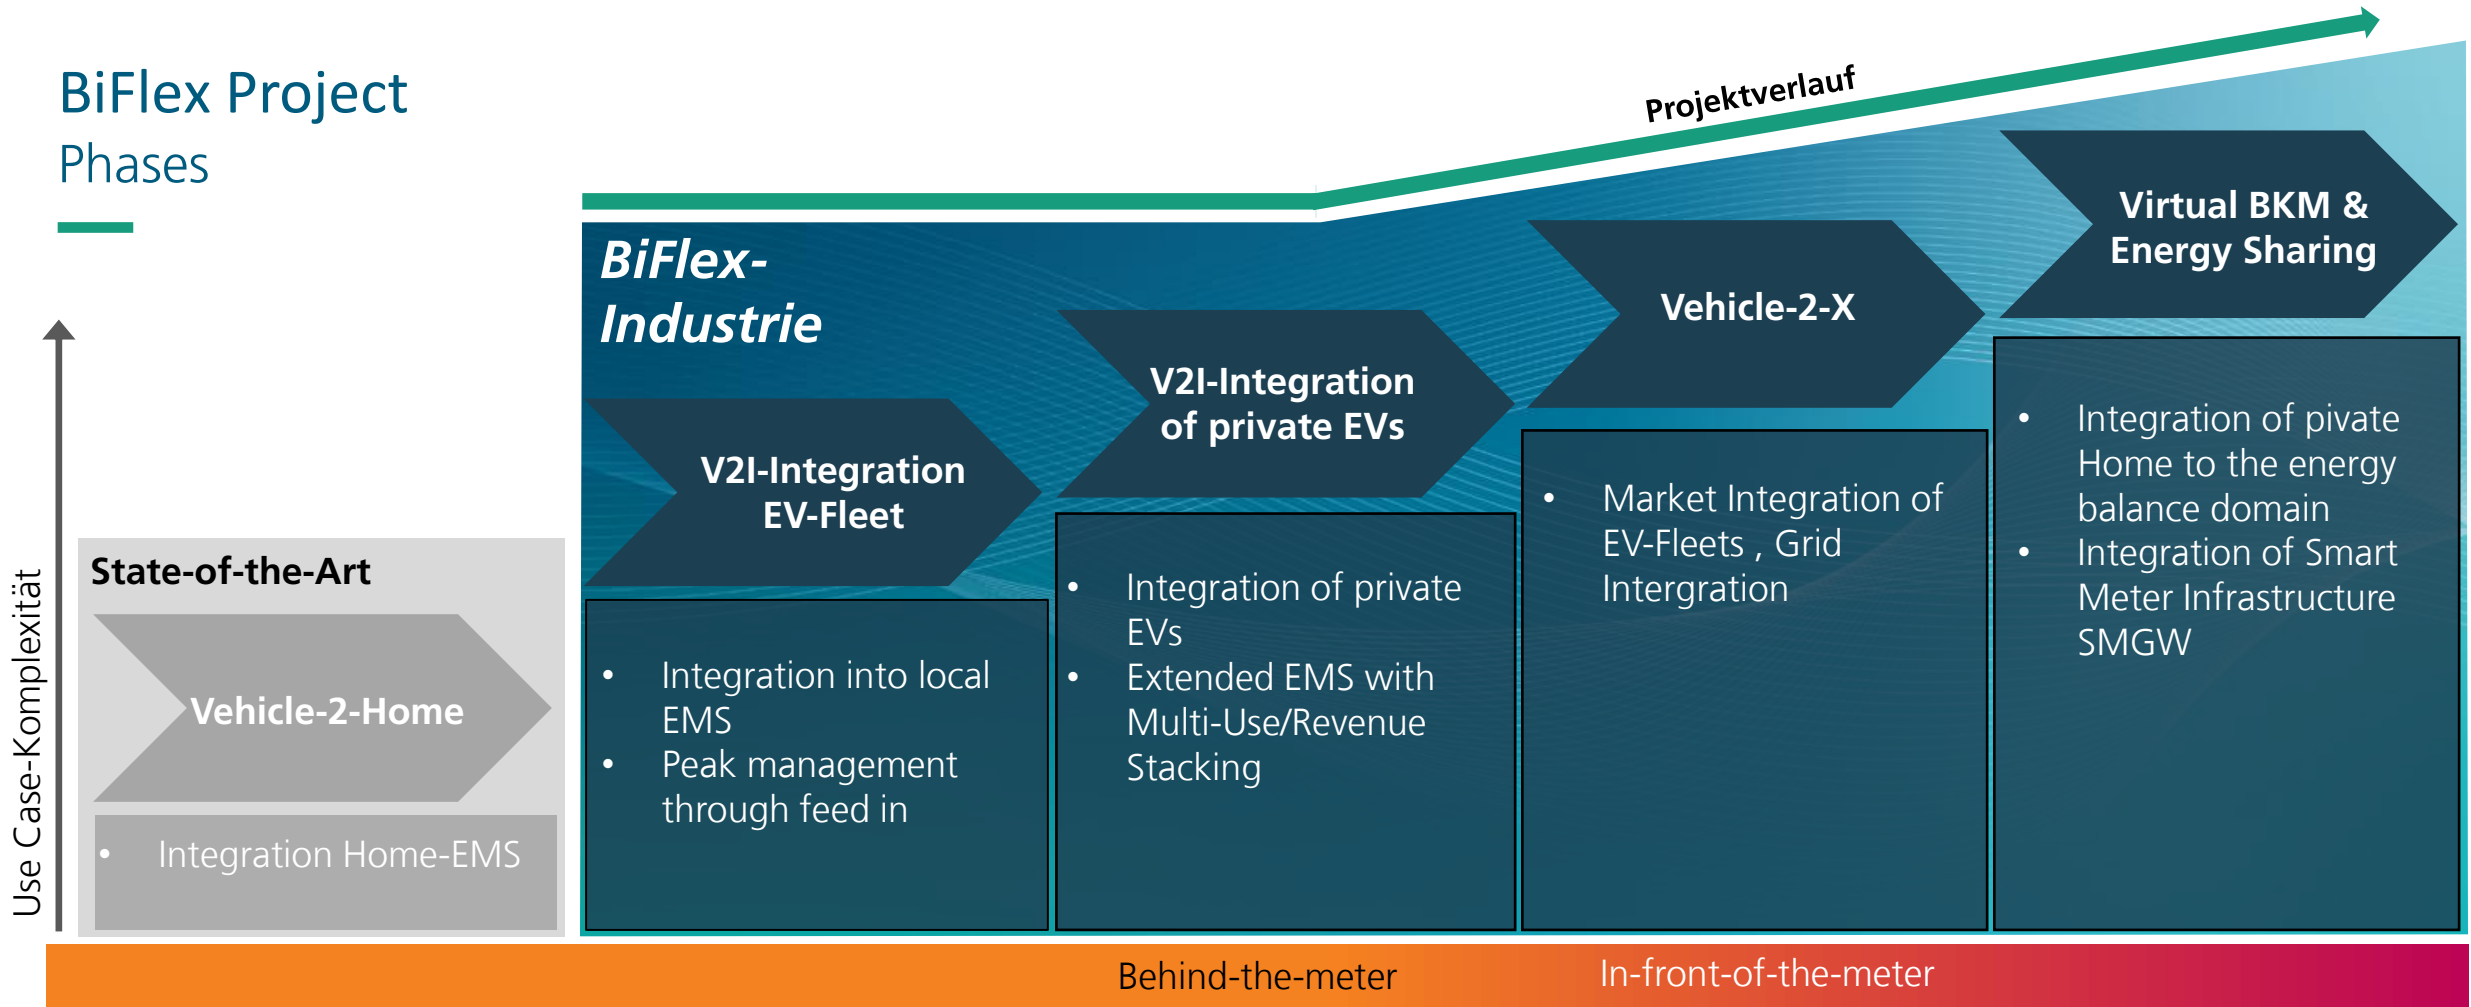 BiFlex Project
Phases
Projektverlauf
BiFlex-
Industrie
Use Case-Komplexität
State-of-the-Art
Vehicle-2-Home
• Integration Home-EMS
V2I-Integration
EV-Fleet
• Integration into local
EMS
• Peak management
through feed in
V2I-Integration
of private EVs
• Integration of private
EVs
• Extended EMS with
Multi-Use/Revenue
Stacking
Vehicle-2-X
• Market Integration of
EV-Fleets , Grid
Intergration
Virtual BKM &
Energy Sharing
• Integration of pivate
Home to the energy
balance domain
• Integration of Smart
Meter Infrastructure
SMGW
Behind-the-meter
In-front-of-the-meter